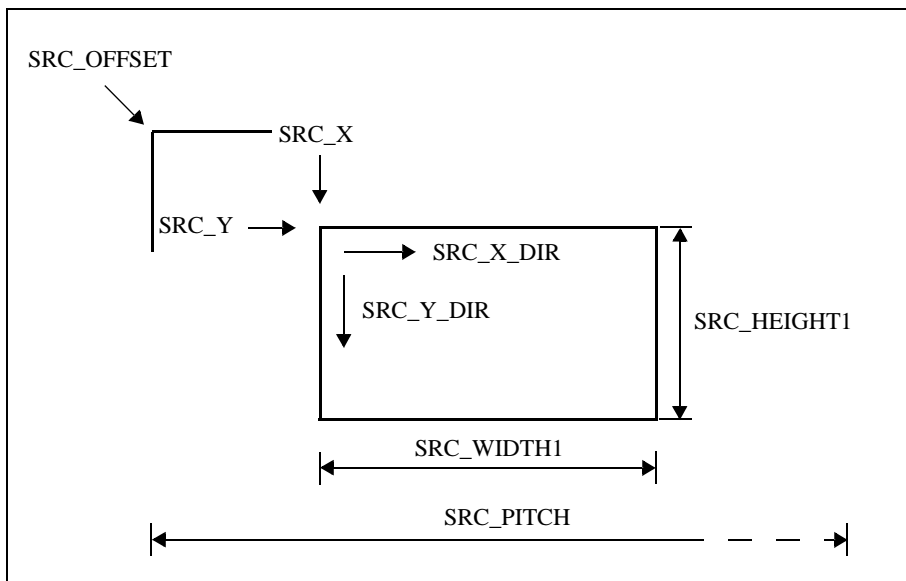 SRC_OFFSET
SRC_X
SRC_Y
SRC_X_DIR
SRC_Y_DIR
SRC_HEIGHT1
SRC_WIDTH1
SRC_PITCH